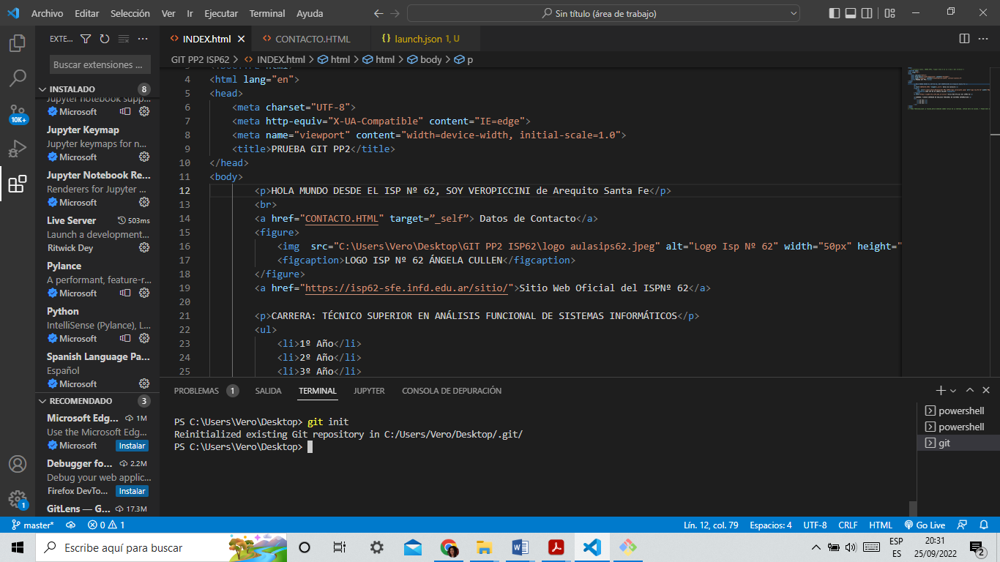 Archivo Editar Selección Ver Ir Ejecutar Terminal Ayuda
Sin título (área de trabajo)
EXTE...
Buscar extensiones ...
INSTALADO 8
Jupyter notebook supp...
Microsoft
Jupyter Keymap
Jupyter keymaps for n...
Microsoft
Jupyter Notebook Re...
Renderers for Jupyter ...
Microsoft
Live Server 503ms
Launch a development...
Ritwick Dey
Pylance
A performant, feature-r...
Microsoft
Python
IntelliSense (Pylance), L...
Microsoft
Spanish Language Pa...
Español
Microsoft
RECOMENDADO 3
Microsoft Edg... 1M
Use the Microsoft Edg...
Microsoft Instalar
Debugger fo... 2.2M
Debug your web applic...
Firefox DevTo... Instalar
GitLens — G... 17.3M
10K+
1
INDEX.html CONTACTO.HTML launch.json 1, U
GIT PP2 ISP62 > INDEX.html > html > html > body > p
3 <!DOCTYPE html>
4 <html lang="en">
5 <head>
6 <meta charset="UTF-8">
7 <meta http-equiv="X-UA-Compatible" content="IE=edge">
8 <meta name="viewport" content="width=device-width, initial-scale=1.0">
9 <title>PRUEBA GIT PP2</title>
10 </head>
11 <body>
12 <p>HOLA MUNDO DESDE EL ISP Nº 62, SOY VEROPICCINI de Arequito Santa Fe</p>
13 <br>
14 <a href="CONTACTO.HTML" target=”_self”> Datos de Contacto</a>
15 <figure>
16 <img  src="C:\Users\Vero\Desktop\GIT PP2 ISP62\logo aulasips62.jpeg" alt="Logo Isp Nº 62" width="50px" height="
17 <figcaption>LOGO ISP Nº 62 ÁNGELA CULLEN</figcaption>
18 </figure>
19 <a href="https://isp62-sfe.infd.edu.ar/sitio/">Sitio Web Oficial del ISPNº 62</a>
20
21 <p>CARRERA: TÉCNICO SUPERIOR EN ANÁLISIS FUNCIONAL DE SISTEMAS INFORMÁTICOS</p>
22 <ul>
23 <li>1º Año</li>
24 <li>2º Año</li>
25 <li>3º Año</li>
PROBLEMAS 1 SALIDA TERMINAL JUPYTER CONSOLA DE DEPURACIÓN
PS C:\Users\Vero\Desktop> git init
Reinitialized existing Git repository in C:/Users/Vero/Desktop/.git/
PS C:\Users\Vero\Desktop>
powershell
powershell
git
master* 0 1 Lín. 12, col. 79 Espacios: 4 UTF-8 CRLF HTML Go Live
Escribe aquí para buscar
ESP
ES
20:31
25/09/2022
2